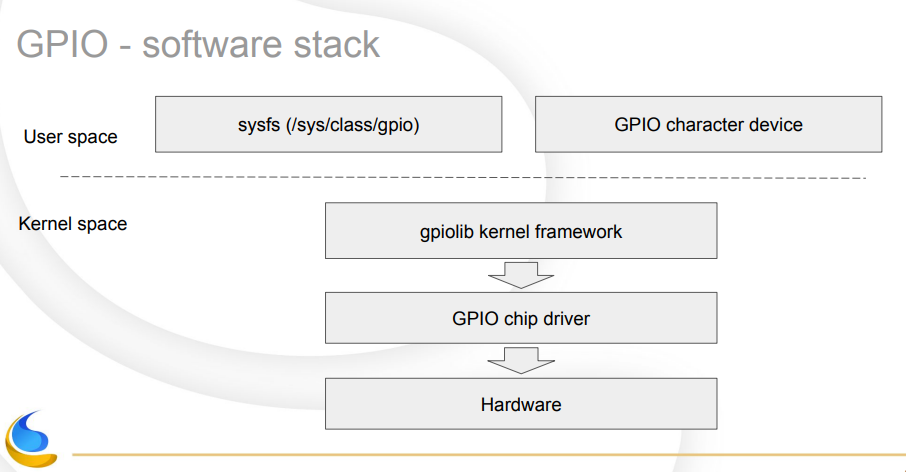 GPIO - software stack
sysfs (/sys/class/gpio)
GPIO character device
User space
Kernel space
gpiolib kernel framework
GPIO chip driver
Hardware